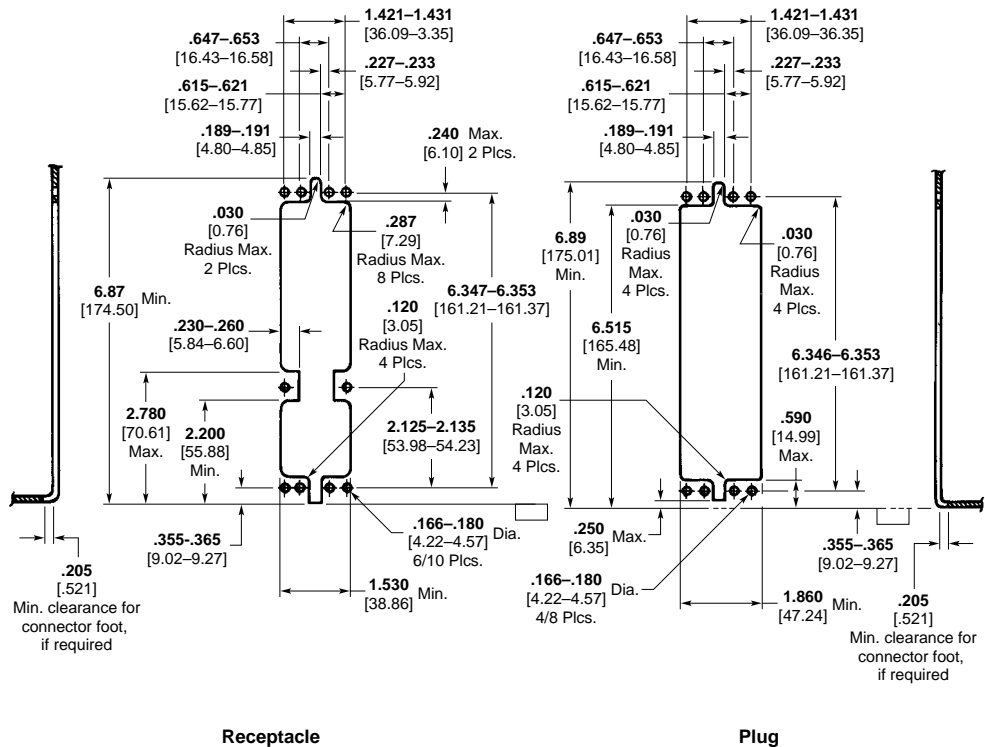 1.421–1.431
[36.09–3.35]
.647–.653
[16.43–16.58]
.227–.233
[5.77–5.92]
.615–.621
[15.62–15.77]
.189–.191
[4.80–4.85]
.240 Max.
[6.10] 2 Plcs.
.030
[0.76]
Radius Max.
2 Plcs.
.287
[7.29]
Radius Max.
8 Plcs.
6.87 Min.
[174.50]
6.347–6.353
[161.21–161.37]
.230–.260
[5.84–6.60]
.120
[3.05]
Radius Max.
4 Plcs.
2.780
[70.61]
Max.
2.200
[55.88]
Min.
2.125–2.135
[53.98–54.23]
.355-.365
[9.02–9.27]
.166–.180 Dia.
[4.22–4.57]
6/10 Plcs.
1.530 Min.
[38.86]
.205
[.521]
Min. clearance for
connector foot,
if required
Receptacle
1.421–1.431
[36.09–36.35]
.647–.653
[16.43–16.58]
.227–.233
[5.77–5.92]
.615–.621
[15.62–15.77]
.189–.191
[4.80–4.85]
.030
[0.76]
Radius
Max.
4 Plcs.
.030
[0.76]
Radius
Max.
4 Plcs.
6.89
[175.01]
Min.
6.515
[165.48]
Min.
6.346–6.353
[161.21–161.37]
.120
[3.05]
Radius
Max.
4 Plcs.
.590
[14.99]
Max.
.250 Max.
[6.35]
.355–.365
[9.02–9.27]
.166–.180 Dia.
[4.22–4.57]
4/8 Plcs.
1.860 Min.
[47.24]
.205
[.521]
Min. clearance for
connector foot,
if required
Plug